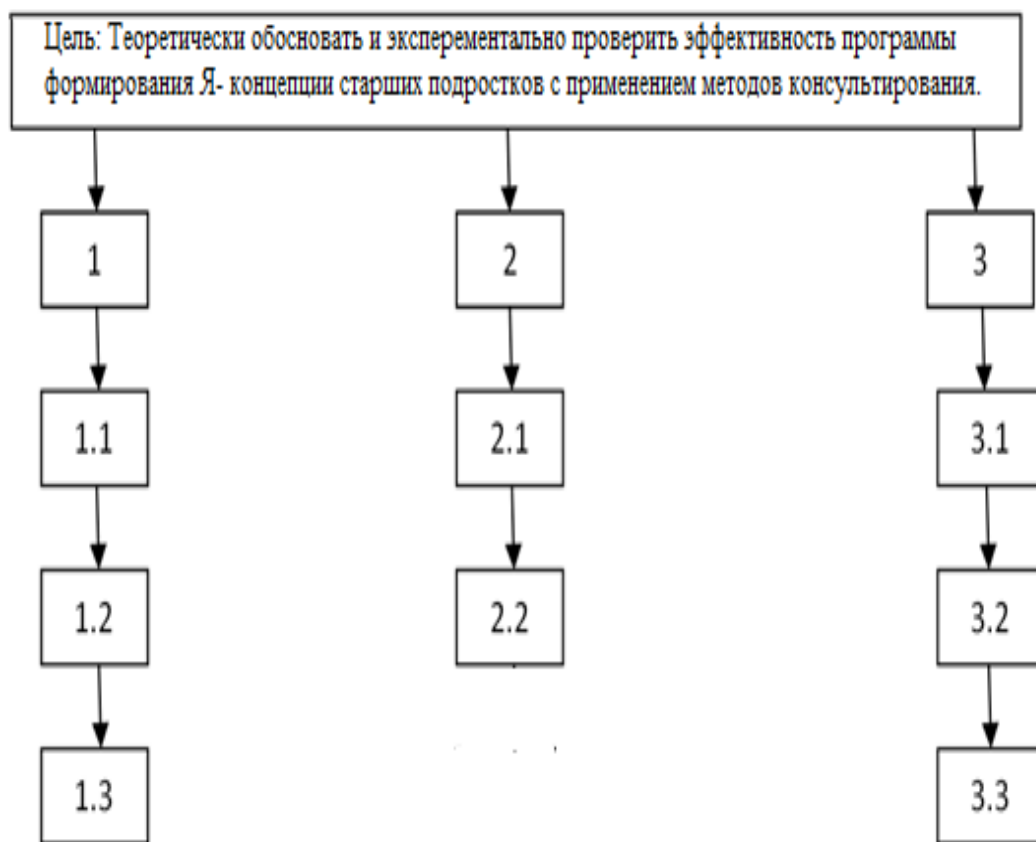 Цель: Теоретически обосновать и эксперементально проверить эффективность программы
формирования Я- концепции старших подростков с применением методов консультирования.
1 2 3
1.1 2.1 3.1
1.2 2.2 3.2
1.3 3.3